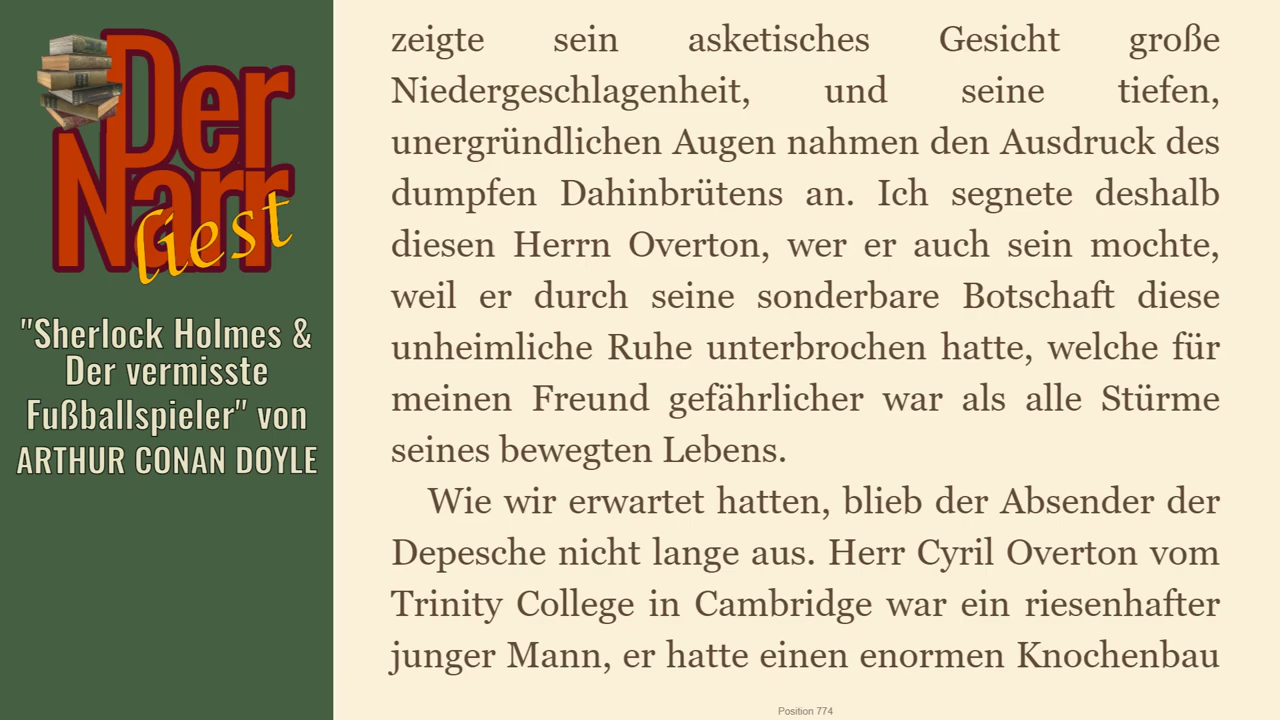 Der
Narr
liest
"Sherlock Holmes &
Der vermisste
Fußballspieler" von
ARTHUR CONAN DOYLE
zeigte sein asketisches Gesicht große
Niedergeschlagenheit, und seine tiefen,
unergründlichen Augen nahmen den Ausdruck des
dumpfen Dahinbrütens an. Ich segnete deshalb
diesen Herrn Overton, wer er auch sein mochte,
weil er durch seine sonderbare Botschaft diese
unheimliche Ruhe unterbrochen hatte, welche für
meinen Freund gefährlicher war als alle Stürme
seines bewegten Lebens.
Wie wir erwartet hatten, blieb der Absender der
Depesche nicht lange aus. Herr Cyril Overton vom
Trinity College in Cambridge war ein riesenhafter
junger Mann, er hatte einen enormen Knochenbau
Position 774